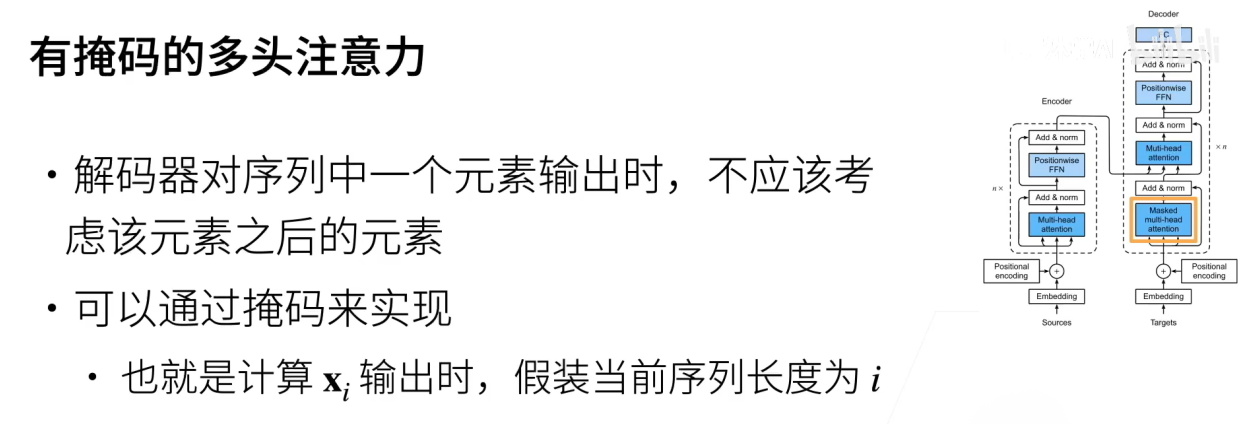 有掩码的多头注意力
• 解码器对序列中一个元素输出时，不应该考
虑该元素之后的元素
• 可以通过掩码来实现
• 也就是计算 xᵢ 输出时，假装当前序列长度为 i
Decoder
Add & norm
Positionwise
FFN
Encoder
Add & norm
× n
Add & norm
Muti-head
attention
Positionwise
FFN
n ×
Add & norm
Add & norm
Multi-head
attention
Masked
multi-head
attention
Positional
encoding
+
+
Positional
encoding
Embedding
Embedding
Sources
Targets